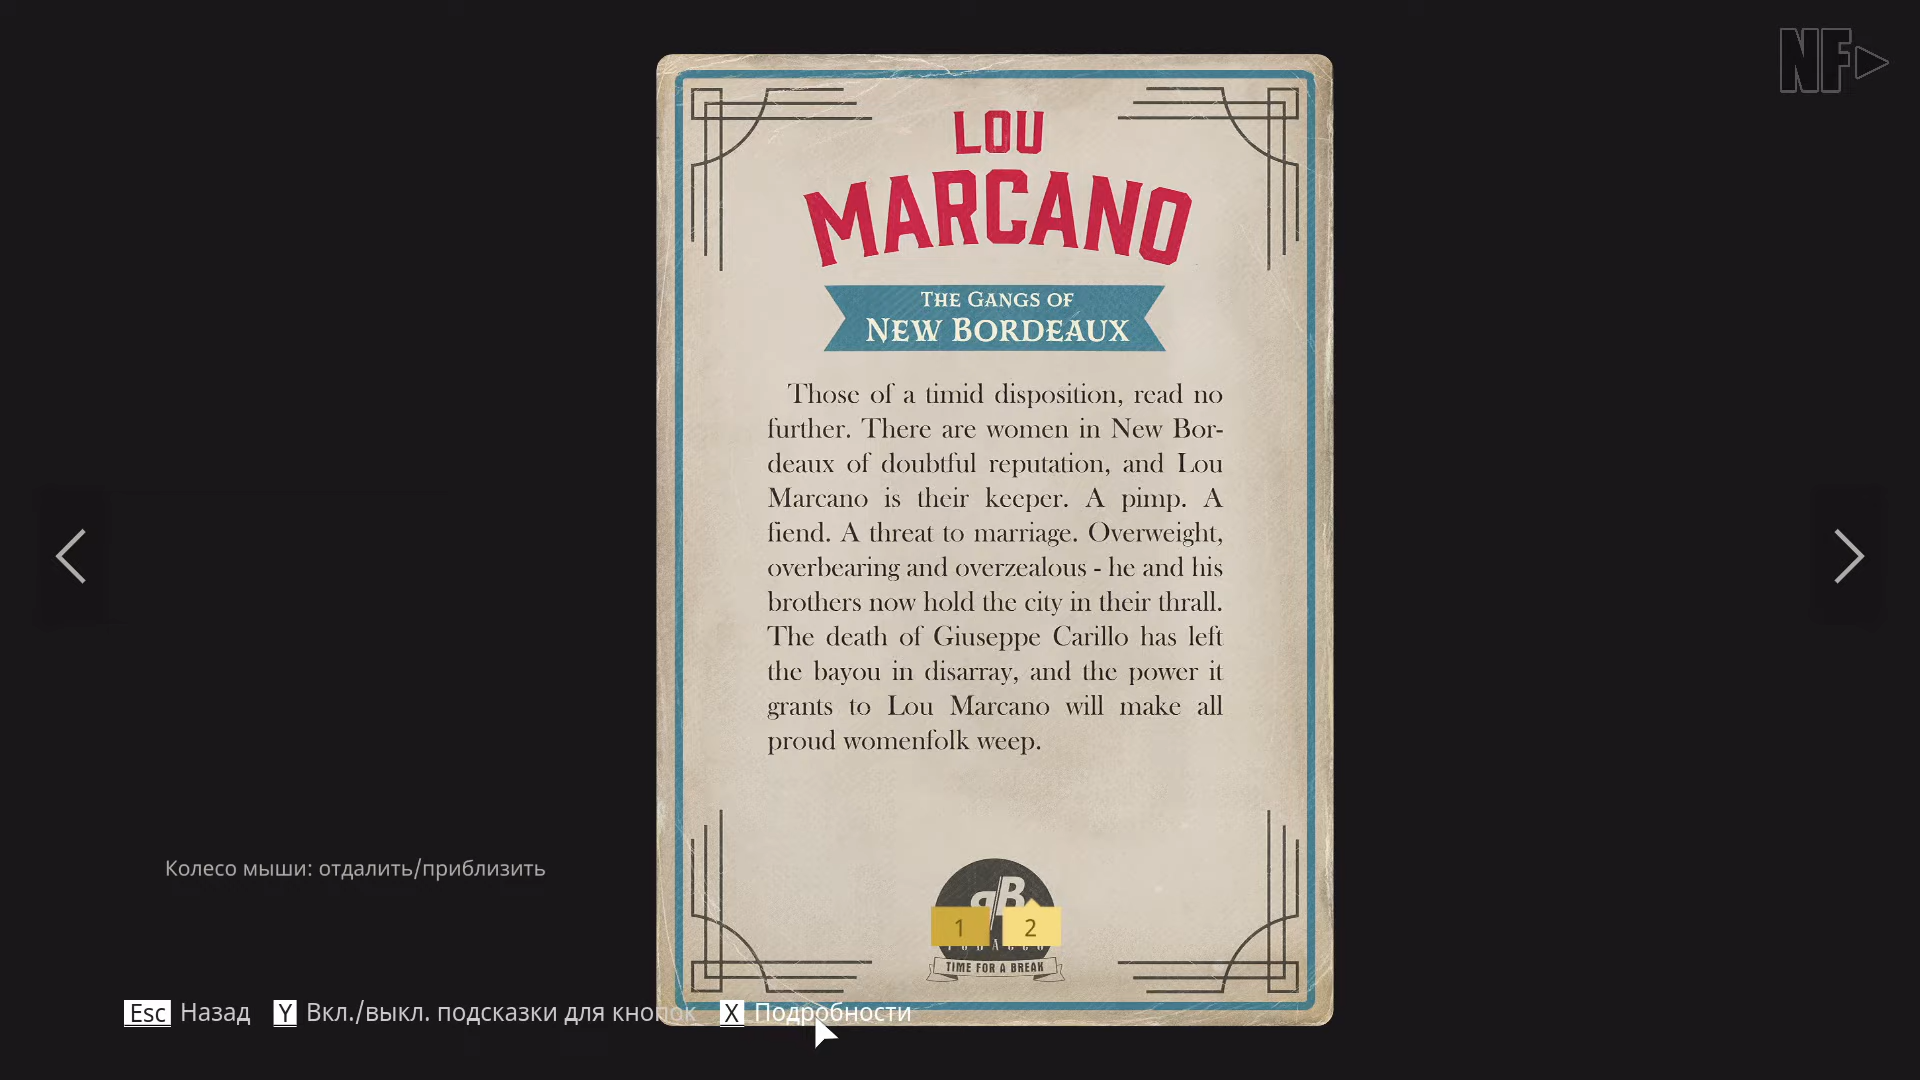 NF
LOU
MARCANO
THE GANGS OF
NEW BORDEAUX
Those of a timid disposition, read no
further. There are women in New Bor-
deaux of doubtful reputation, and Lou
Marcano is their keeper. A pimp. A
fiend. A threat to marriage. Overweight,
overbearing and overzealous - he and his
brothers now hold the city in their thrall.
The death of Giuseppe Carillo has left
the bayou in disarray, and the power it
grants to Lou Marcano will make all
proud womenfolk weep.
Колесо мыши: отдалить/приблизить
1 2
TIME FOR A BREAK
Esc Назад Y Вкл./выкл. подсказки для кнопок X Подробности